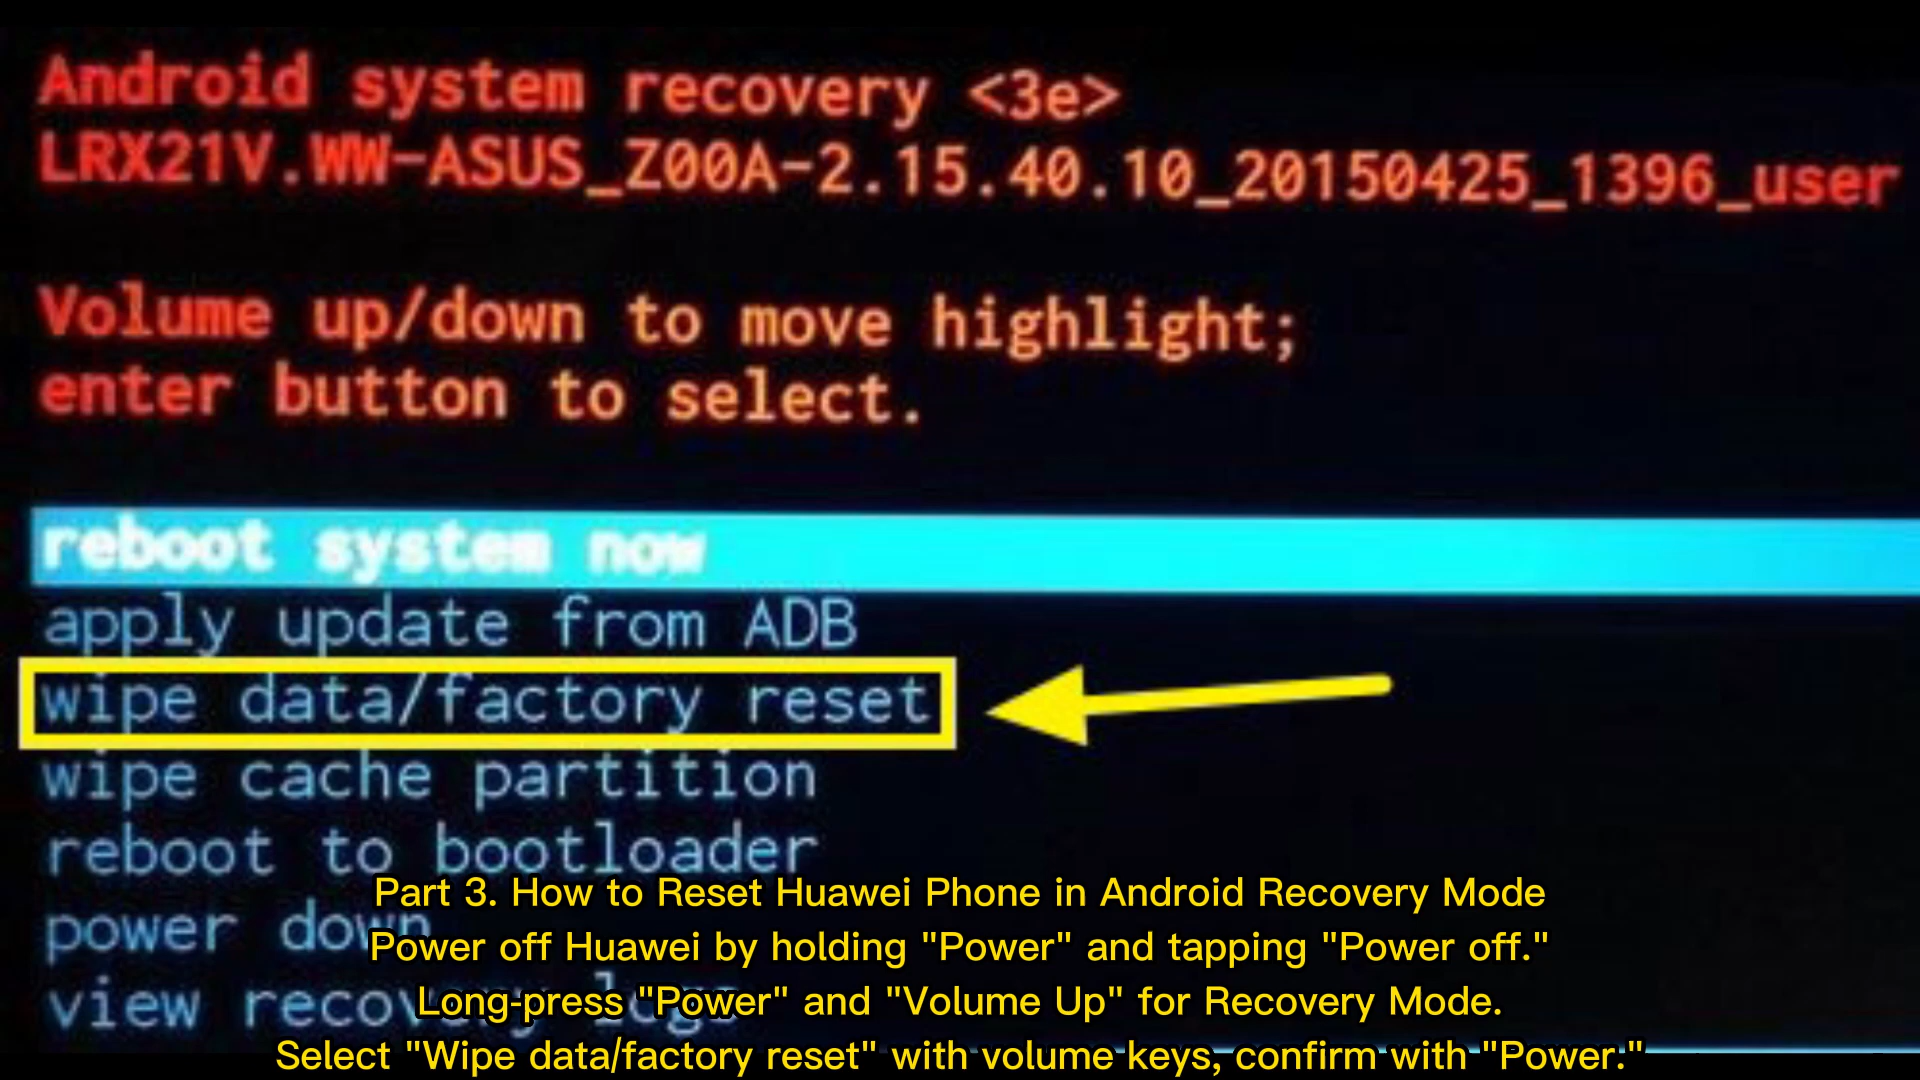 Android system recovery <3e>
LRX21V.WW-ASUS_Z00A-2.15.40.10_20150425_1396_user
Volume up/down to move highlight;
enter button to select.
reboot system now
apply update from ADB
wipe data/factory reset
wipe cache partition
reboot to bootloader
power down
view recovery logs
Part 3. How to Reset Huawei Phone in Android Recovery Mode
Power off Huawei by holding "Power" and tapping "Power off."
Long-press "Power" and "Volume Up" for Recovery Mode.
Select "Wipe data/factory reset" with volume keys, confirm with "Power."